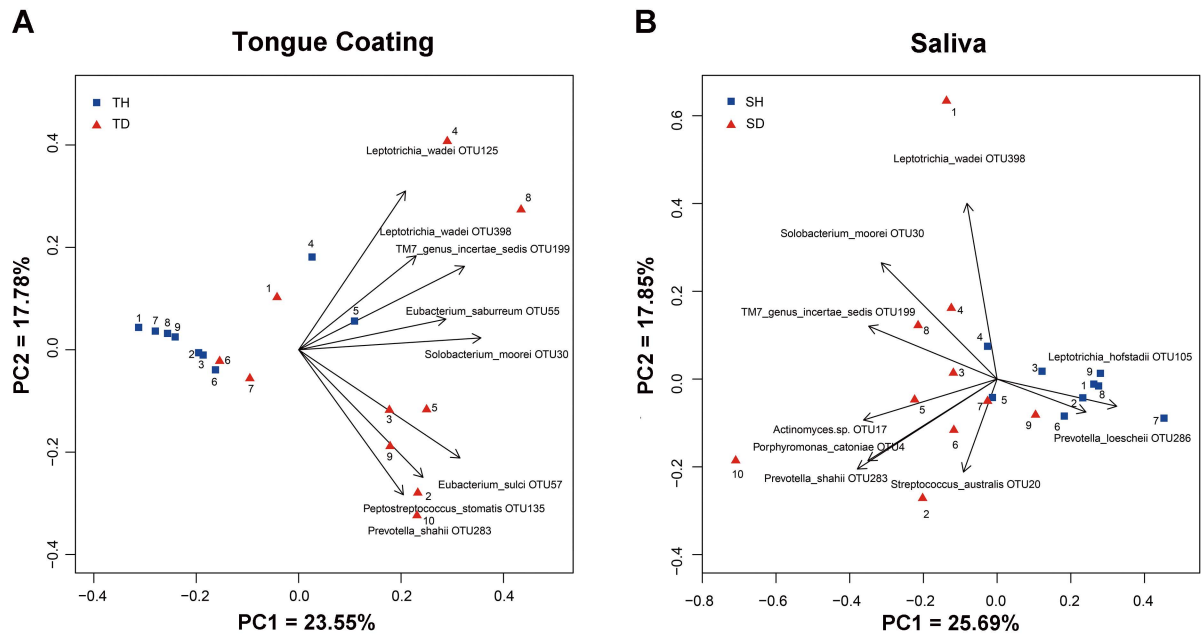 A
Tongue Coating
TH
TD
4
Leptotrichia_wadei OTU125
8
Leptotrichia_wadei OTU398
TM7_genus_incertae_sedis OTU199
4
1
5
Eubacterium_saburreum OTU55
1
7
8
9
Solobacterium_moorei OTU30
2
3
6
6
7
3
5
9
Eubacterium_sulci OTU57
2
Peptostreptococcus_stomatis OTU135
10
Prevotella_shahii OTU283
0.4
0.2
0.0
−0.2
−0.4
PC2 = 17.78%
−0.4
−0.2
0.0
0.2
0.4
PC1 = 23.55%
B
Saliva
SH
SD
1
Leptotrichia_wadei OTU398
Solobacterium_moorei OTU30
TM7_genus_incertae_sedis OTU199
4
8
4
Leptotrichia_hofstadii OTU105
3
3
9
1
8
2
5
7
5
6
9
6
7
Actinomyces.sp. OTU17
Prevotella_loescheii OTU286
Porphyromonas_catoniae OTU4
10
Prevotella_shahii OTU283
Streptococcus_australis OTU20
2
0.6
0.4
0.2
0.0
−0.2
−0.4
PC2 = 17.85%
−0.8
−0.6
−0.4
−0.2
0.0
0.2
0.4
PC1 = 25.69%